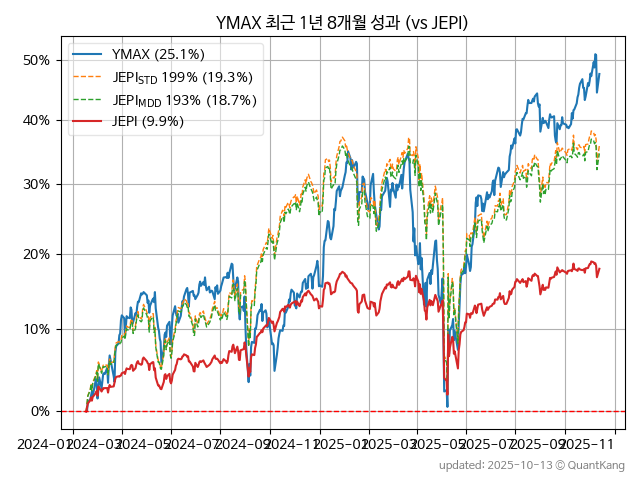 YMAX 최근 1년 8개월 성과 (vs JEPI)
YMAX (25.1%)
JEPI_STD 199% (19.3%)
JEPI_MDD 193% (18.7%)
JEPI (9.9%)
50%
40%
30%
20%
10%
0%
2024-01 2024-03 2024-05 2024-07 2024-09 2024-11 2025-01 2025-03 2025-05 2025-07 2025-09 2025-11
updated: 2025-10-13 © QuantKang